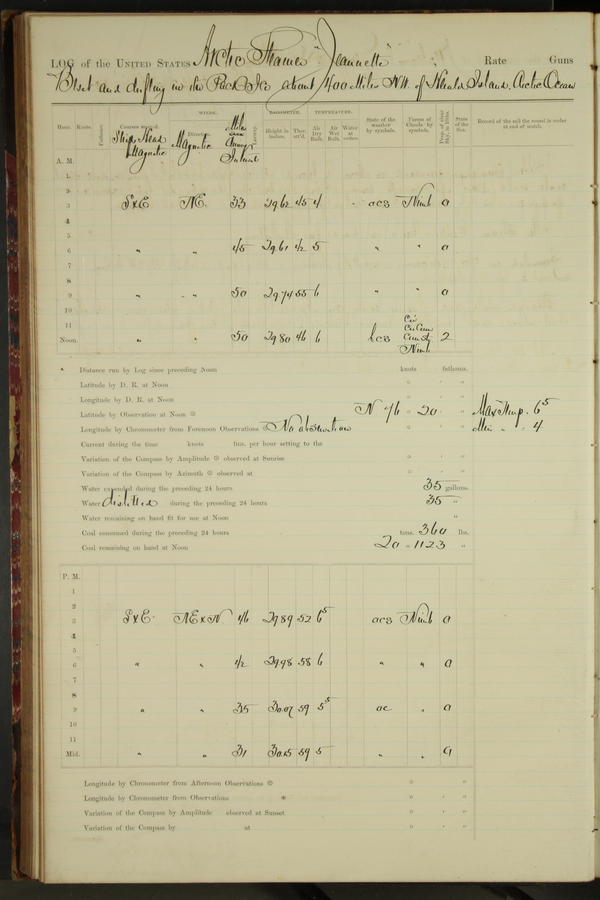 LOG of the UNITED STATES Arctic Steamer "Jeannette" Rate Guns
Beset and drifting in the Pack Ice about 400 Miles NW. of Herald Island, Arctic Ocean
WINDS. BAROMETER. TEMPERATURE.
Hour. Knots. Fathoms. Courses steered. Direction. Leeway. Height in inches. Ther. att'd. Air Dry Bulb. Air Wet Bulb. Water at surface. State of the weather by symbols. Forms of Clouds by symbols. Prop. of clear sky, in 10ths. State of the Sea. Record of the sail the vessel is under at end of watch.
Ship's Head Magnetic Magnetic
A. M.
1
2
3 SxE NE. 33 29 62 45 4 ocs Nimb 0
4
5
6 " " 45 29 61 42 5 " " 0
7
8
9 " " 50 29 74 55 6 " " 0
10
11
Noon. " " 50 29 80 46 6 bcs Cir Cir Cum Cum St Nimb 2
Distance run by Log since preceding Noon knots fathoms.
Latitude by D. R. at Noon ° ' "
Longitude by D. R. at Noon ° ' "
Latitude by Observation at Noon N 76 ° 20 ' " Max Temp. 6 5
Longitude by Chronometer from Forenoon Observations No observation ° ' " Min " " 4
Current during the time knots fms. per hour setting to the
Variation of the Compass by Amplitude observed at Sunrise ° ' "
Variation of the Compass by Azimuth observed at ° ' "
Water expended during the preceding 24 hours 35 gallons.
Water distilled during the preceding 24 hours 35 "
Water remaining on hand fit for use at Noon "
Coal consumed during the preceding 24 hours tons. 360 lbs.
Coal remaining on hand at Noon 20 " 1123 "
P. M.
1
2
3 SxE. NExN 46 29 89 52 6 5 ocs Nimb 0
4
5
6 " " 42 29 98 58 6 " " 0
7
8
9 " " 35 30.07 59 5 5 oc " 0
10
11
Mid. " " 31 30.15 59 5 " "
Longitude by Chronometer from Afternoon Observations ° ' "
Longitude by Chronometer from Observations * ° ' "
Variation of the Compass by Amplitude observed at Sunset ° ' "
Variation of the Compass by at ° ' "